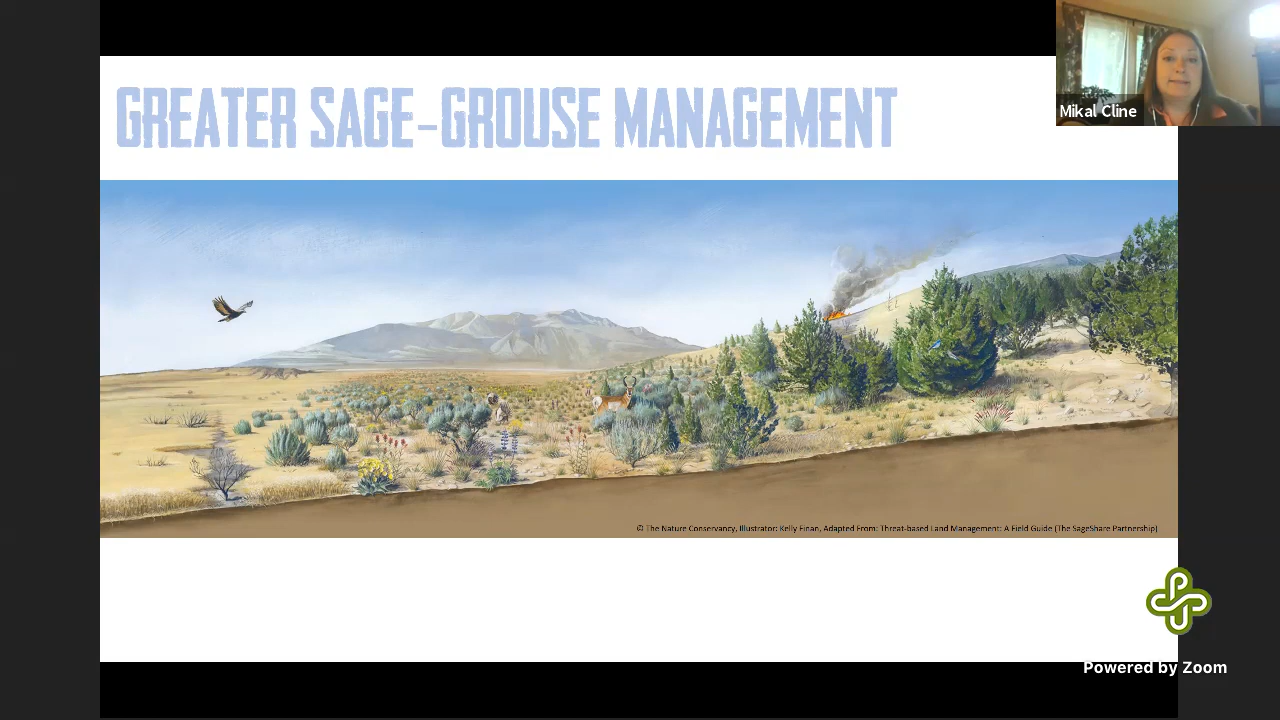 GREATER SAGE-GROUSE MANAGEMENT
Mikal Cline
© The Nature Conservancy, Illustrator: Kelly Finan, Adapted From: Threat-based Land Management: A Field Guide (The SageShare Partnership)
Powered by Zoom